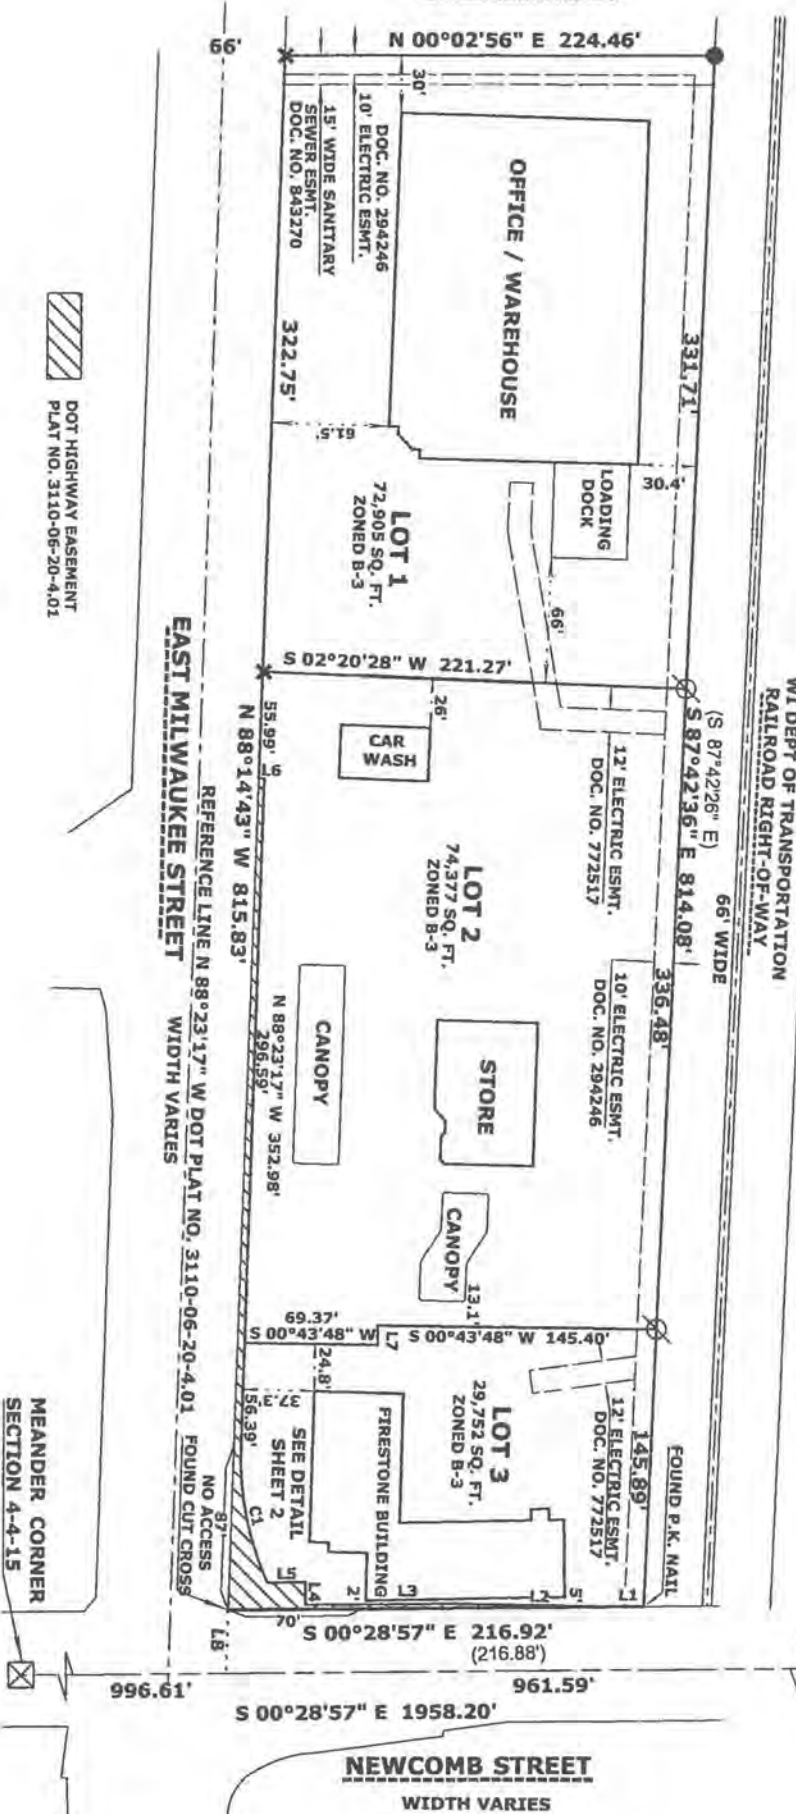 N 00°02'56" E 224.46'
66'
30'
DOC. NO. 294246
10' ELECTRIC ESMT.
15' WIDE SANITARY
SEWER ESMT.
DOC. NO. 843270
OFFICE / WAREHOUSE
331.71'
322.75'
61.5'
30.4'
LOADING
DOCK
LOT 1
72,905 SQ. FT.
ZONED B-3
66'
DOT HIGHWAY EASEMENT
PLAT NO. 3110-06-20-4.01
S 02°20'28" W 221.27'
WI DEPT OF TRANSPORTATION
RAILROAD RIGHT-OF-WAY
66' WIDE
(S 87°42'26" E)
S 87°42'36" E 814.08'
336.48'
55.99'
L6
26'
CAR
WASH
12' ELECTRIC ESMT.
DOC. NO. 772517
N 88°14'43" W 815.83'
EAST MILWAUKEE STREET
WIDTH VARIES
REFERENCE LINE N 88°23'17" W DOT PLAT NO. 3110-06-20-4.01
LOT 2
74,377 SQ. FT.
ZONED B-3
10' ELECTRIC ESMT.
DOC. NO. 294246
CANOPY
STORE
N 88°23'17" W 352.98'
296.59'
CANOPY
13.1'
69.37'
S 00°43'48" W
L7
S 00°43'48" W 145.40'
24.8'
37.3'
56.39'
LOT 3
29,752 SQ. FT.
ZONED B-3
12' ELECTRIC ESMT.
DOC. NO. 772517
145.89'
FOUND P.K. NAIL
FIRESTONE BUILDING
SEE DETAIL
SHEET 2
C1
NO ACCESS
87'
FOUND CUT CROSS
L5
L4
2'
L3
L2
5'
L1
70'
L8
S 00°28'57" E 216.92'
(216.88')
MEANDER CORNER
SECTION 4-4-15
996.61'
961.59'
S 00°28'57" E 1958.20'
NEWCOMB STREET
WIDTH VARIES